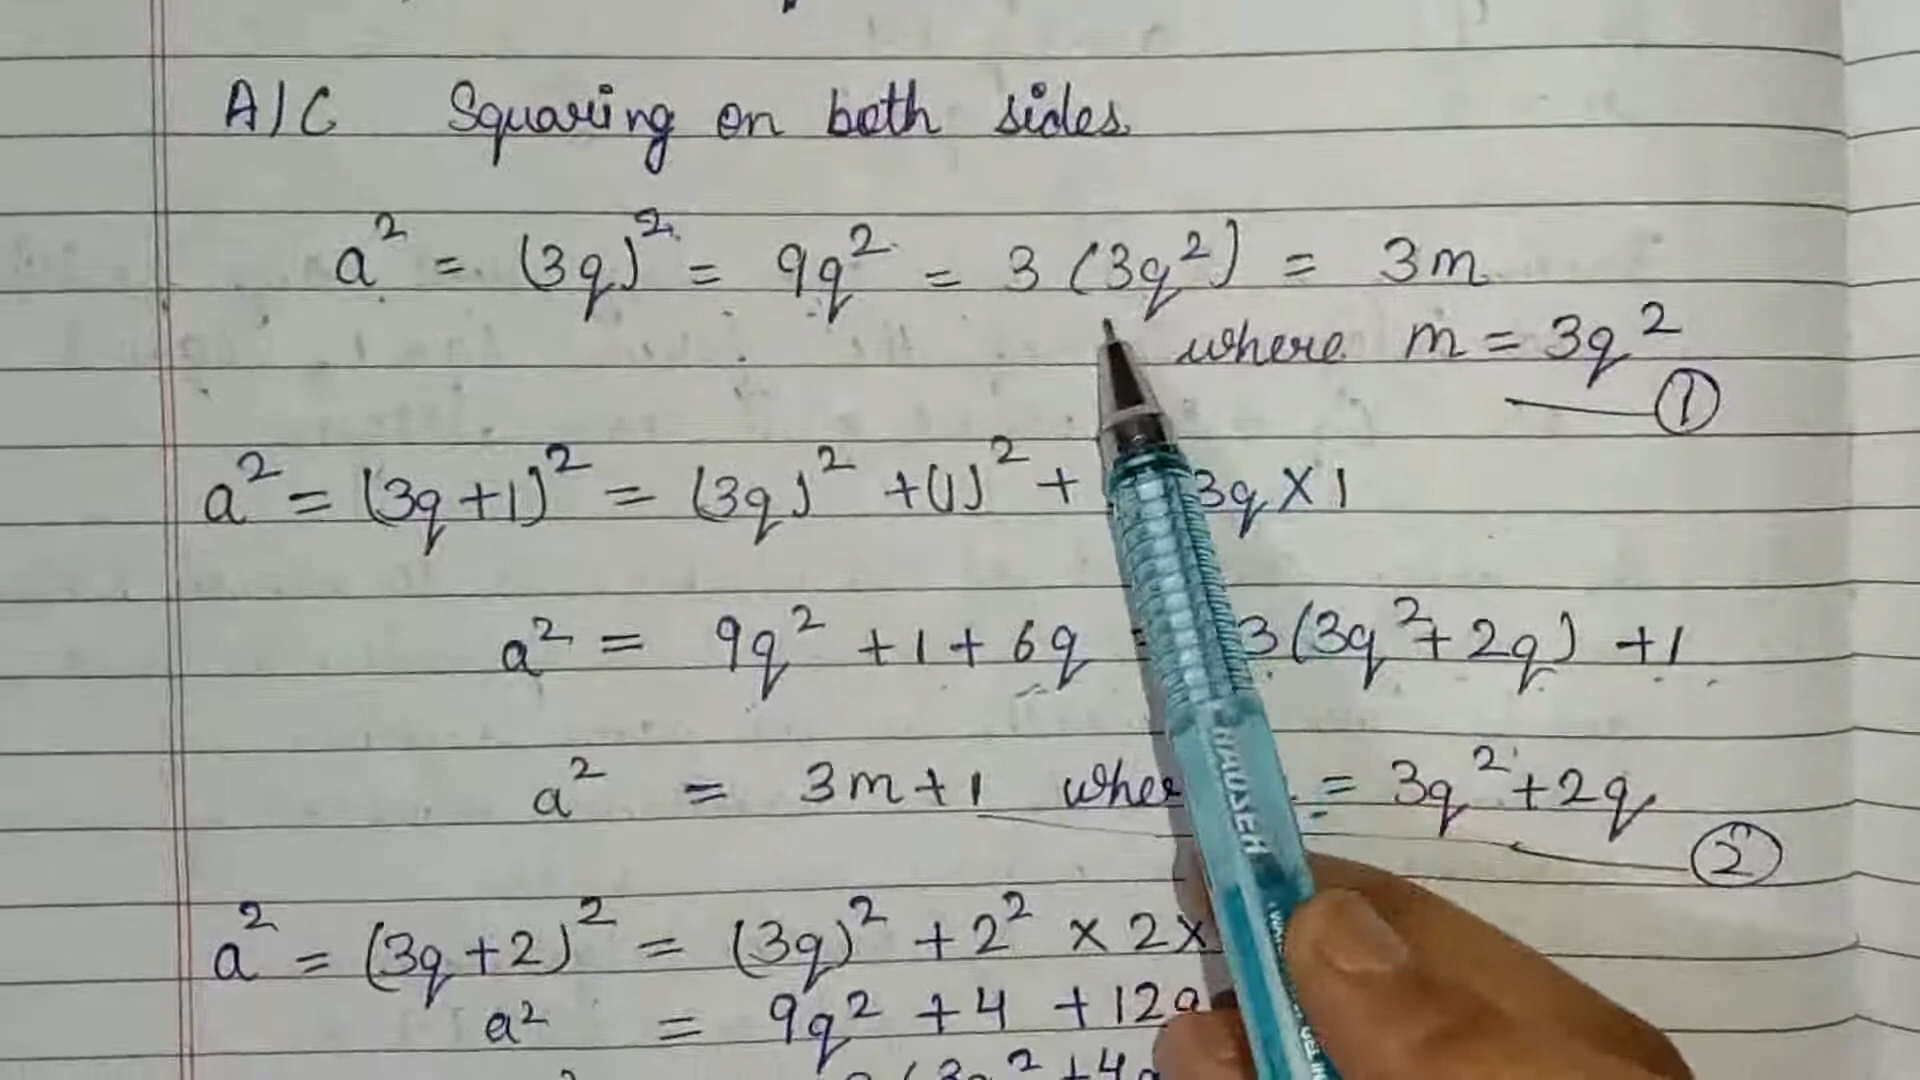 A/C Squaring on both sides.
a² = (3q)² = 9q² = 3(3q²) = 3m
where m = 3q²
①
a² = (3q+1)² = (3q)² + (1)² + 3q × 1
a² = 9q² + 1 + 6q 3(3q² + 2q) + 1
a² = 3m+1 = 3q² + 2q
②
a² = (3q+2)² = (3q)² + 2² × 2 ×
a² = 9q² + 4 + 12q
HAUSER